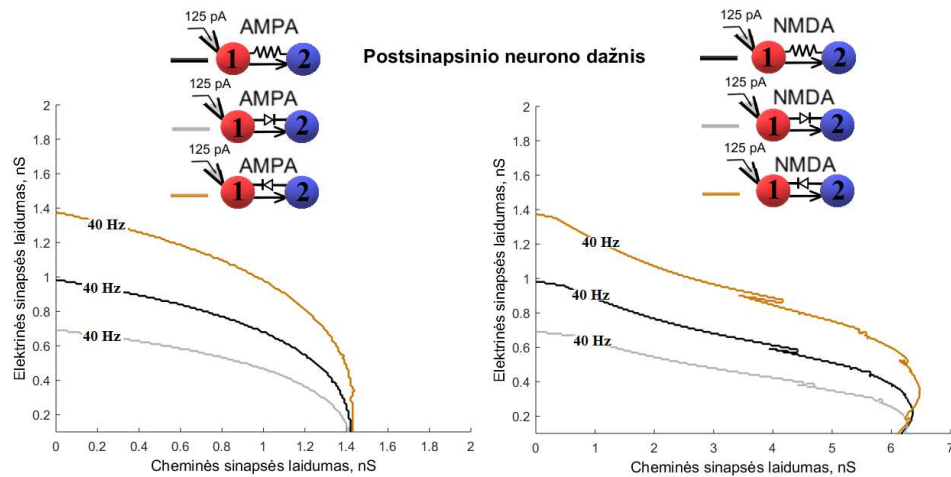 125 pA AMPA
1 2
125 pA AMPA
1 2
125 pA AMPA
1 2
Postsinapsinio neurono dažnis
125 pA NMDA
1 2
125 pA NMDA
1 2
125 pA NMDA
1 2
Elektrinės sinapsės laidumas, nS
2
1.8
1.6
1.4
1.2
1
0.8
0.6
0.4
0.2
40 Hz
40 Hz
40 Hz
0 0.2 0.4 0.6 0.8 1 1.2 1.4 1.6 1.8 2
Cheminės sinapsės laidumas, nS
Elektrinės sinapsės laidumas, nS
2
1.8
1.6
1.4
1.2
1
0.8
0.6
0.4
0.2
40 Hz
40 Hz
40 Hz
0 1 2 3 4 5 6 7
Cheminės sinapsės laidumas, nS